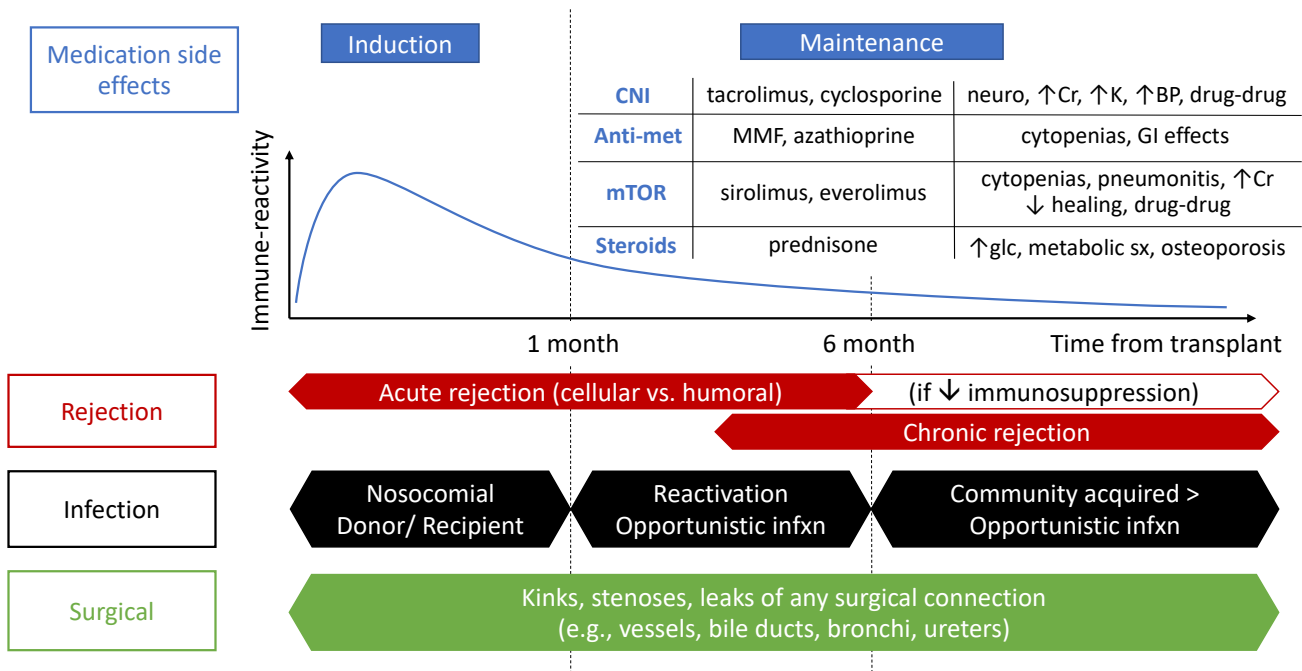 Medication side
effects
Induction
Maintenance
CNI
tacrolimus, cyclosporine
neuro, ↑Cr, ↑K, ↑BP, drug-drug
Anti-met
MMF, azathioprine
cytopenias, GI effects
mTOR
sirolimus, everolimus
cytopenias, pneumonitis, ↑Cr
↓ healing, drug-drug
Steroids
prednisone
↑glc, metabolic sx, osteoporosis
Immune-reactivity
1 month
6 month
Time from transplant
Rejection
Acute rejection (cellular vs. humoral)
(if ↓ immunosuppression)
Chronic rejection
Infection
Nosocomial
Donor/ Recipient
Reactivation
Opportunistic infxn
Community acquired >
Opportunistic infxn
Surgical
Kinks, stenoses, leaks of any surgical connection
(e.g., vessels, bile ducts, bronchi, ureters)